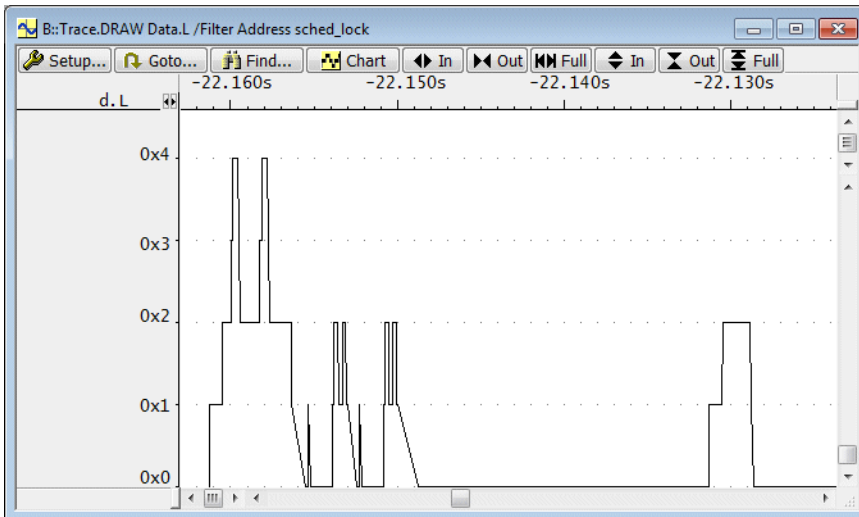 B::Trace.DRAW Data.L /Filter Address sched_lock
Setup... Goto... Find... Chart In Out Full In Out Full
-22.160s -22.150s -22.140s -22.130s
d.L
0x4
0x3
0x2
0x1
0x0